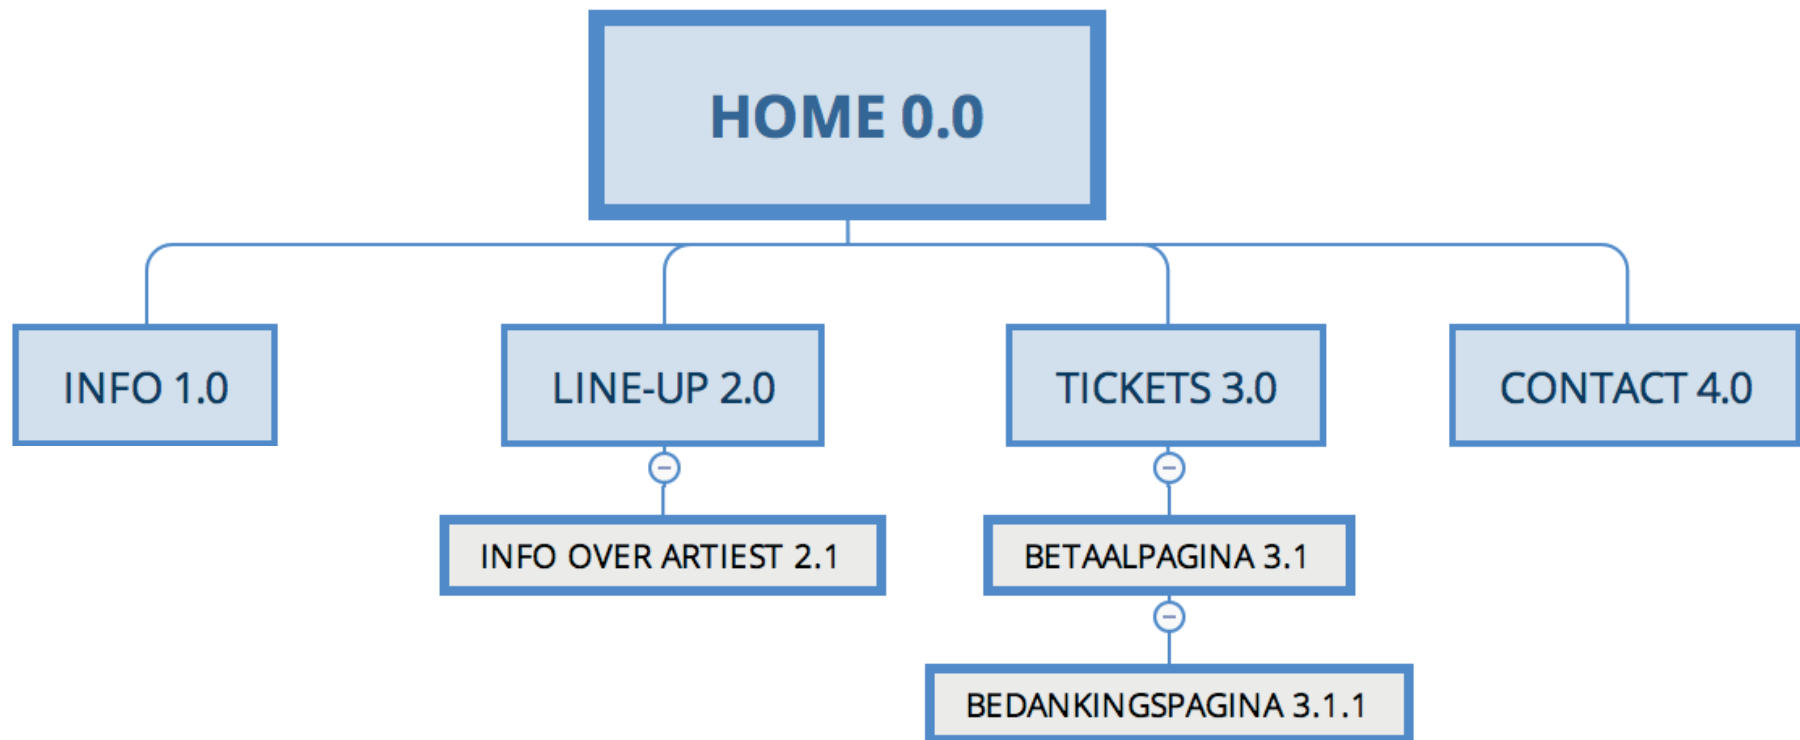 HOME 0.0
INFO 1.0
LINE-UP 2.0
TICKETS 3.0
CONTACT 4.0
INFO OVER ARTIEST 2.1
BETAALPAGINA 3.1
BEDANKINGSPAGINA 3.1.1